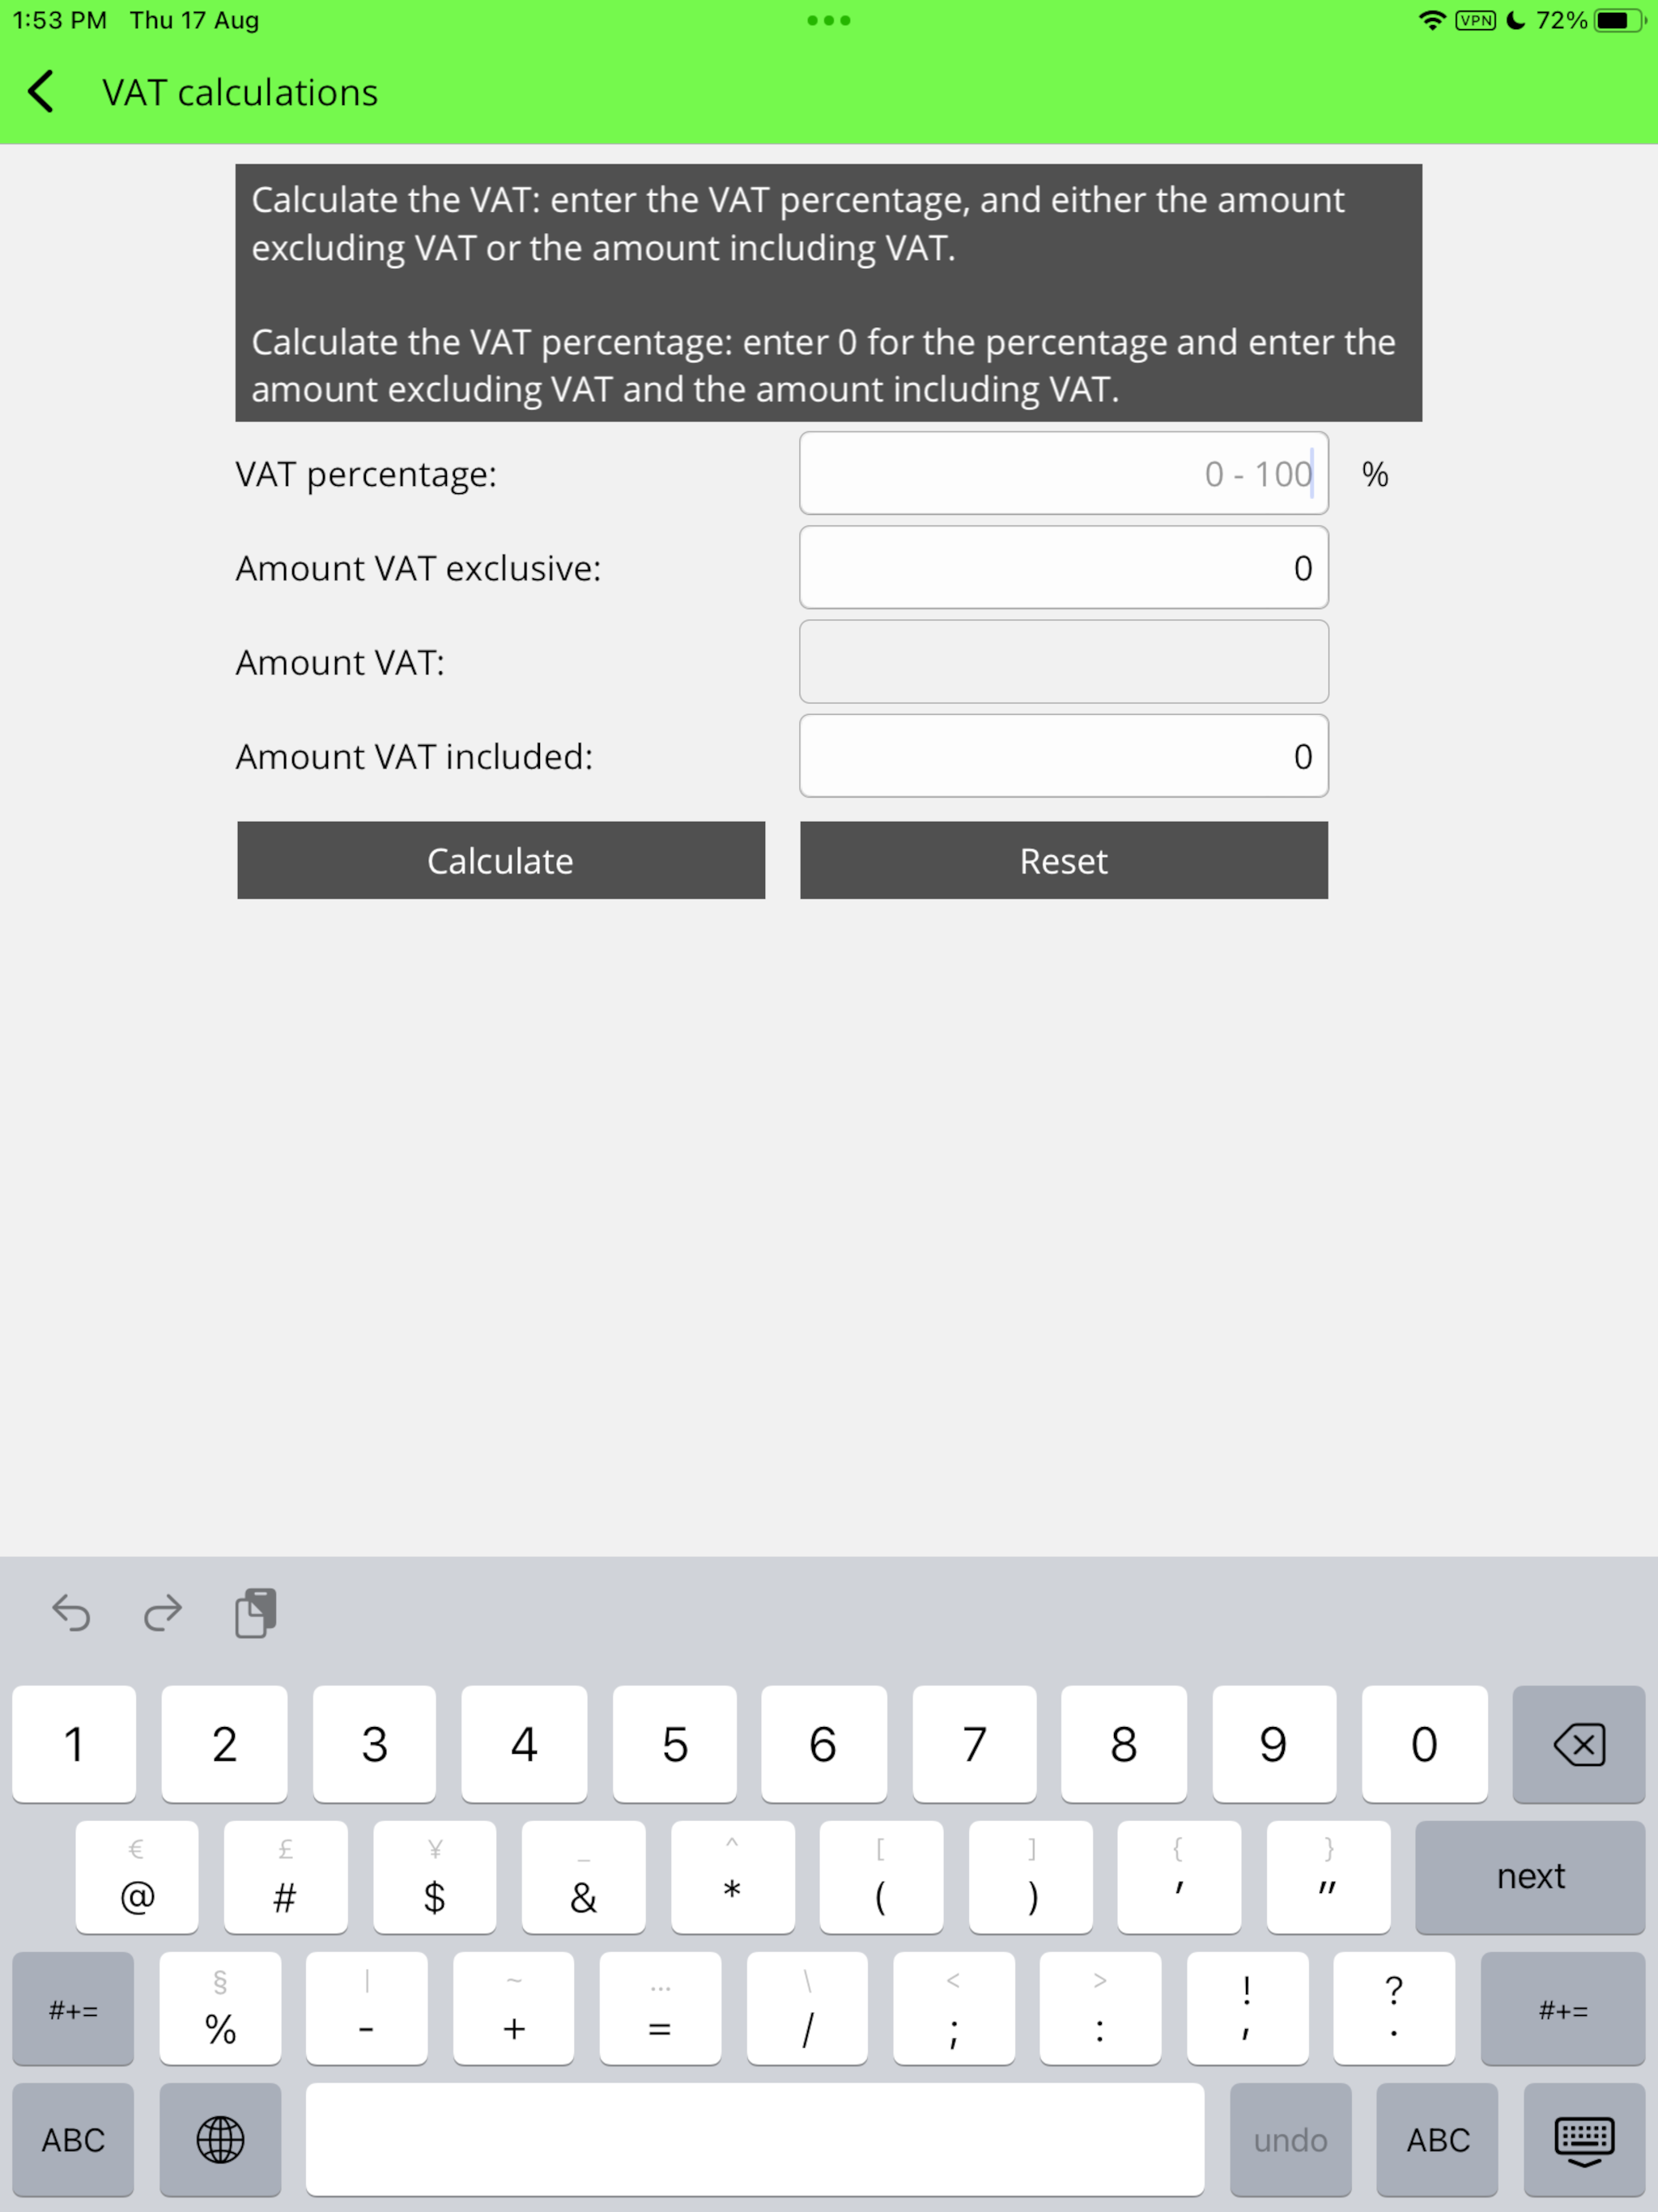 1:53 PM Thu 17 Aug
VPN 72%
VAT calculations
Calculate the VAT: enter the VAT percentage, and either the amount
excluding VAT or the amount including VAT.
Calculate the VAT percentage: enter 0 for the percentage and enter the
amount excluding VAT and the amount including VAT.
VAT percentage: 0 - 100 %
Amount VAT exclusive: 0
Amount VAT:
Amount VAT included: 0
Calculate Reset
1 2 3 4 5 6 7 8 9 0
€ £ ¥ _ ^ [ ] { }
@ # $ & * ( ) ' " next
§ | ~ … \ < > ! ?
#+= % - + = / ; : , . #+=
ABC undo ABC